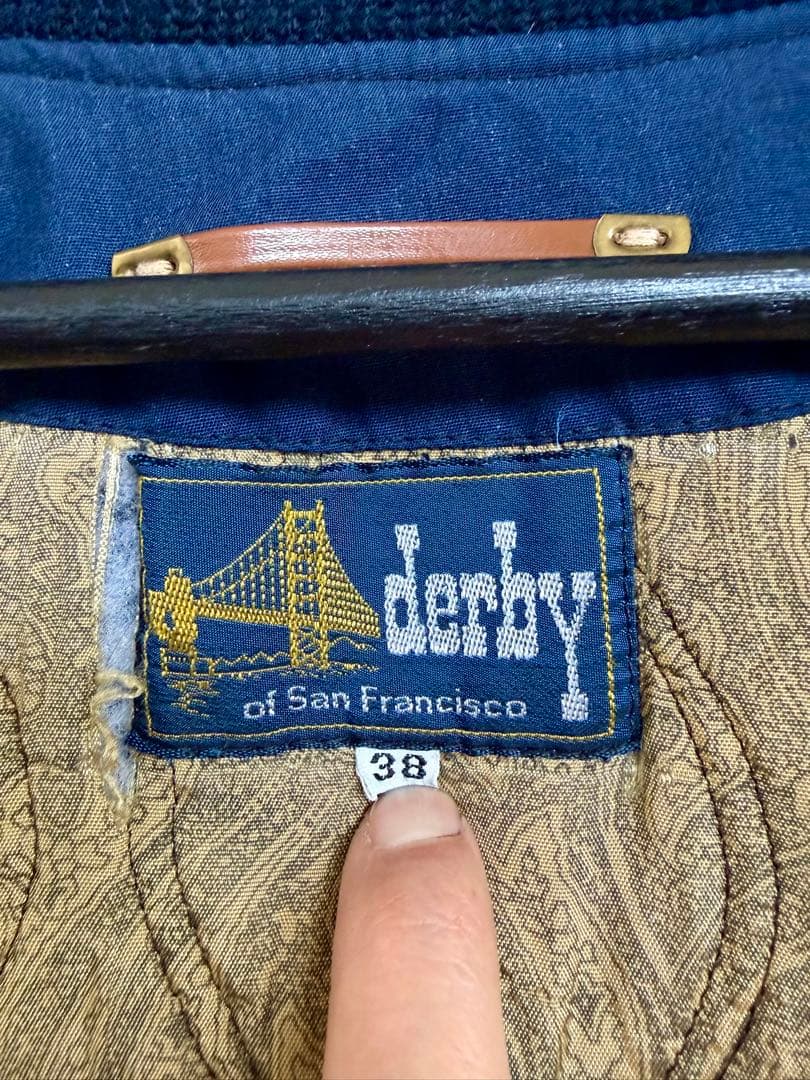 derby
of San Francisco
38